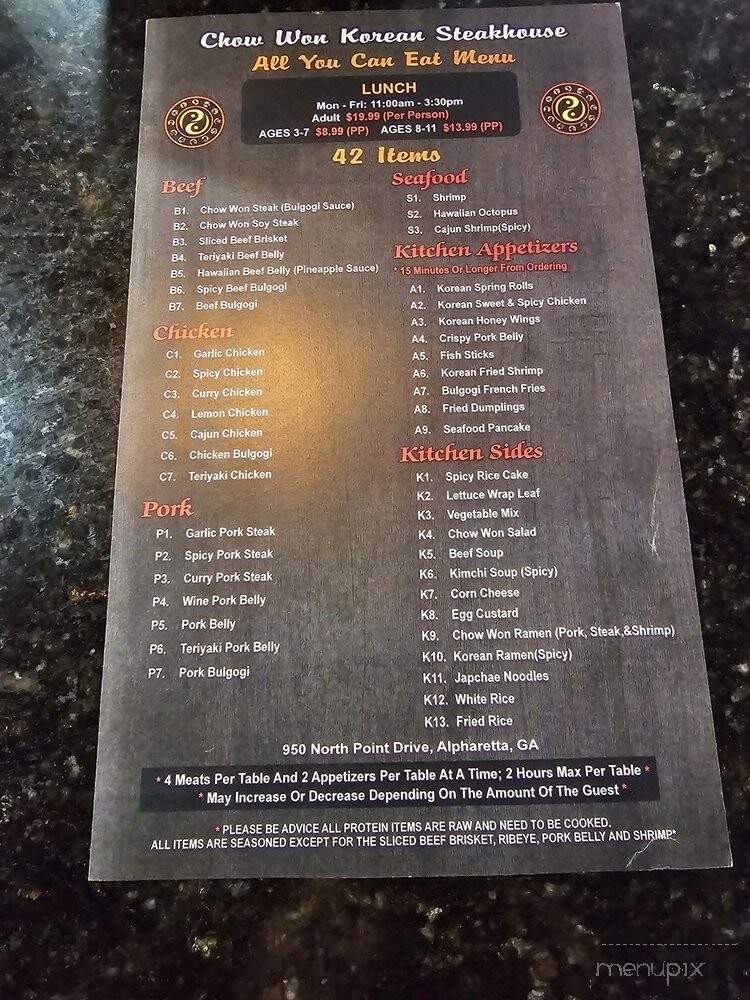 Chow Won Korean Steakhouse
All You Can Eat Menu
LUNCH
Mon - Fri: 11:00am - 3:30pm
Adult $19.99 (Per Person)
AGES 3-7 $8.99 (PP) AGES 8-11 $13.99 (PP)
42 Items
Beef
B1. Chow Won Steak (Bulgogi Sauce)
B2. Chow Won Soy Steak
B3. Sliced Beef Brisket
B4. Teriyaki Beef Belly
B5. Hawaiian Beef Belly (Pineapple Sauce)
B6. Spicy Beef Bulgogi
B7. Beef Bulgogi
Chicken
C1. Garlic Chicken
C2. Spicy Chicken
C3. Curry Chicken
C4. Lemon Chicken
C5. Cajun Chicken
C6. Chicken Bulgogi
C7. Teriyaki Chicken
Pork
P1. Garlic Pork Steak
P2. Spicy Pork Steak
P3. Curry Pork Steak
P4. Wine Pork Belly
P5. Pork Belly
P6. Teriyaki Pork Belly
P7. Pork Bulgogi
Seafood
S1. Shrimp
S2. Hawaiian Octopus
S3. Cajun Shrimp(Spicy)
Kitchen Appetizers
* 15 Minutes Or Longer From Ordering
A1. Korean Spring Rolls
A2. Korean Sweet & Spicy Chicken
A3. Korean Honey Wings
A4. Crispy Pork Belly
A5. Fish Sticks
A6. Korean Fried Shrimp
A7. Bulgogi French Fries
A8. Fried Dumplings
A9. Seafood Pancake
Kitchen Sides
K1. Spicy Rice Cake
K2. Lettuce Wrap Leaf
K3. Vegetable Mix
K4. Chow Won Salad
K5. Beef Soup
K6. Kimchi Soup (Spicy)
K7. Corn Cheese
K8. Egg Custard
K9. Chow Won Ramen (Pork, Steak,&Shrimp)
K10. Korean Ramen(Spicy)
K11. Japchae Noodles
K12. White Rice
K13. Fried Rice
950 North Point Drive, Alpharetta, GA
* 4 Meats Per Table And 2 Appetizers Per Table At A Time; 2 Hours Max Per Table *
* May Increase Or Decrease Depending On The Amount Of The Guest *
* PLEASE BE ADVICE ALL PROTEIN ITEMS ARE RAW AND NEED TO BE COOKED.
ALL ITEMS ARE SEASONED EXCEPT FOR THE SLICED BEEF BRISKET, RIBEYE, PORK BELLY AND SHRIMP*
menupix